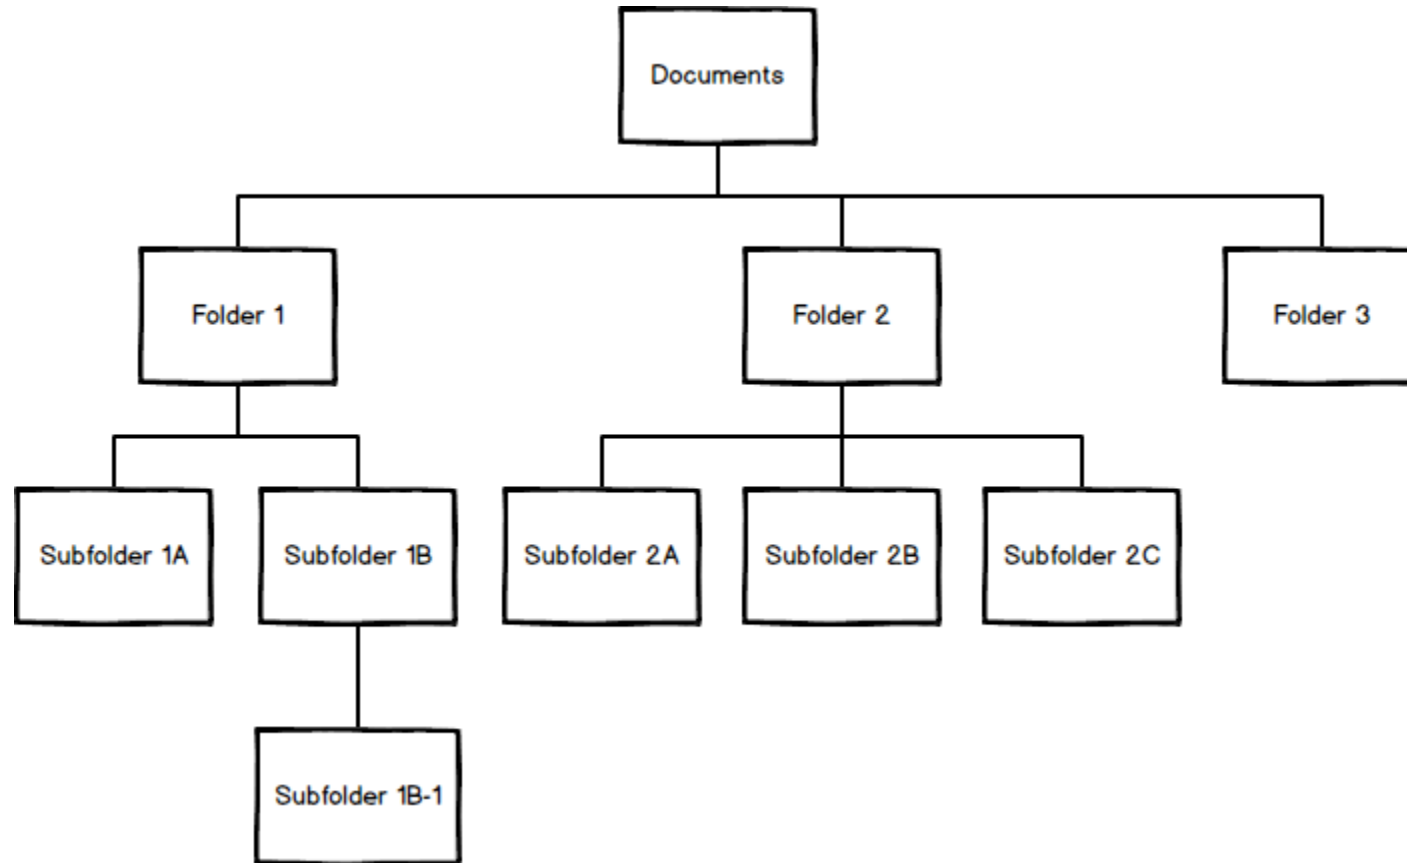 Documents
Folder 1
Folder 2
Folder 3
Subfolder 1A
Subfolder 1B
Subfolder 2A
Subfolder 2B
Subfolder 2C
Subfolder 1B-1